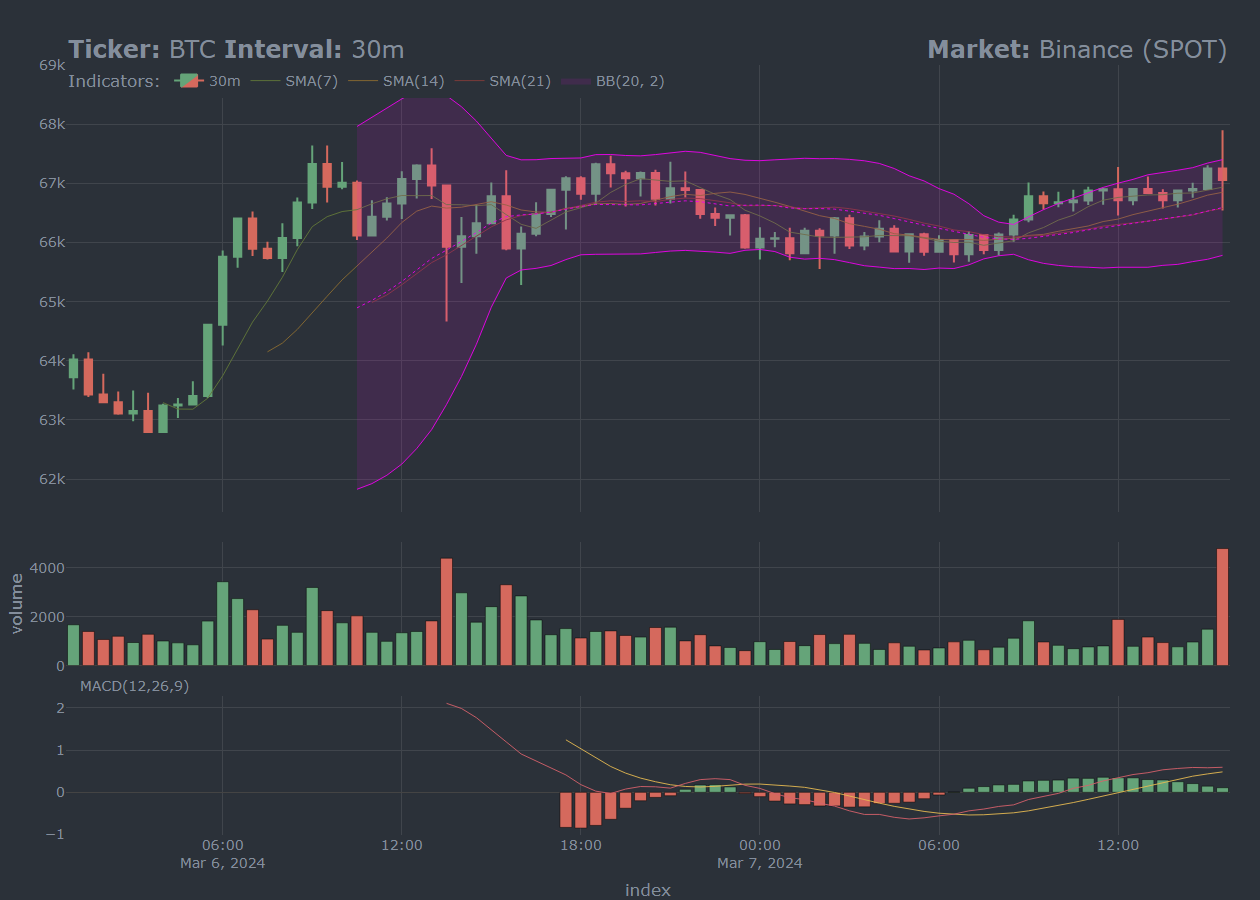 Ticker: BTC Interval: 30m
Market: Binance (SPOT)
69k
Indicators: 30m SMA(7) SMA(14) SMA(21) BB(20, 2)
68k
67k
66k
65k
64k
63k
62k
volume
4000
2000
0
MACD(12,26,9)
2
1
0
−1
06:00 12:00 18:00 00:00 06:00 12:00
Mar 6, 2024 Mar 7, 2024
index